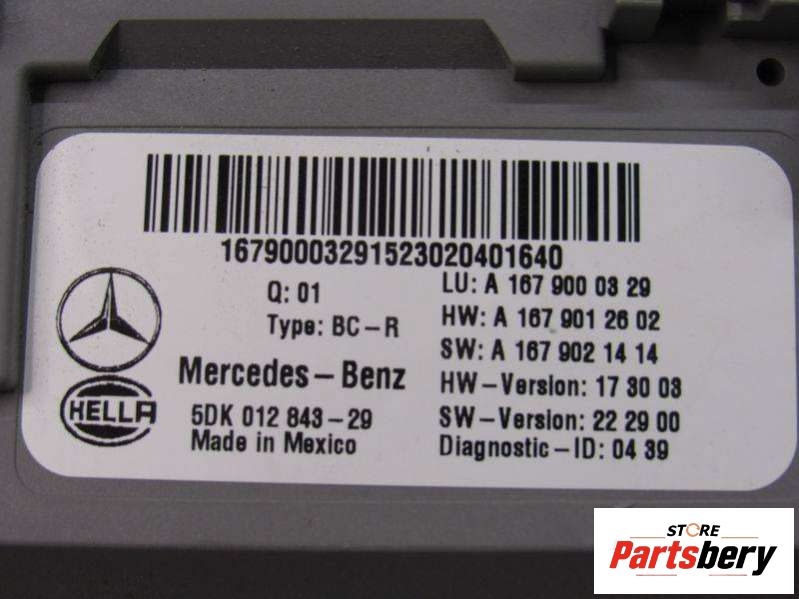 16790003291523020401640
Q: 01
Type: BC-R
Mercedes-Benz
HELLA
5DK 012 843-29
Made in Mexico
LU: A 167 900 03 29
HW: A 167 901 26 02
SW: A 167 902 14 14
HW-Version: 17 30 03
SW-Version: 22 29 00
Diagnostic-ID: 04 39
STORE
Partsbery